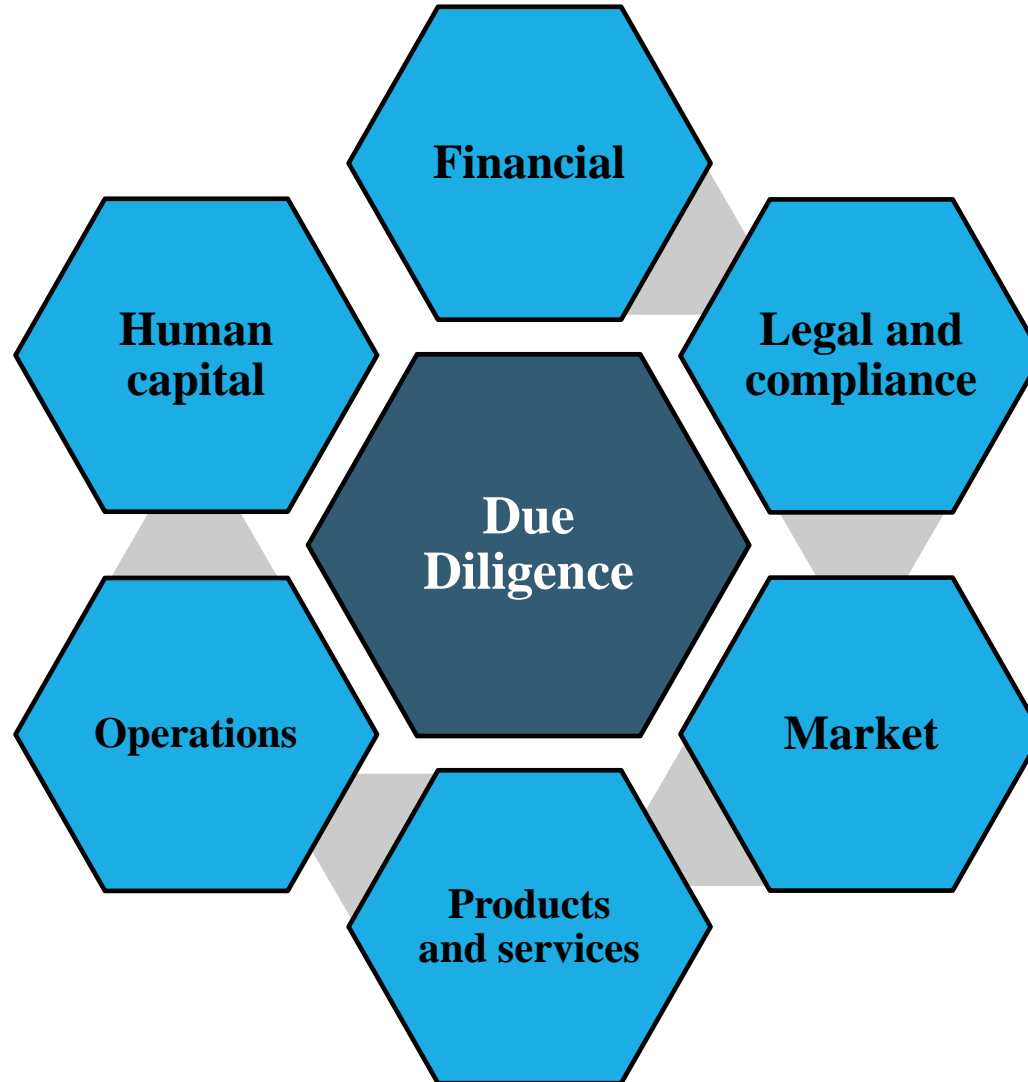 Financial
Human
capital
Legal and
compliance
Due
Diligence
Operations
Market
Products
and services